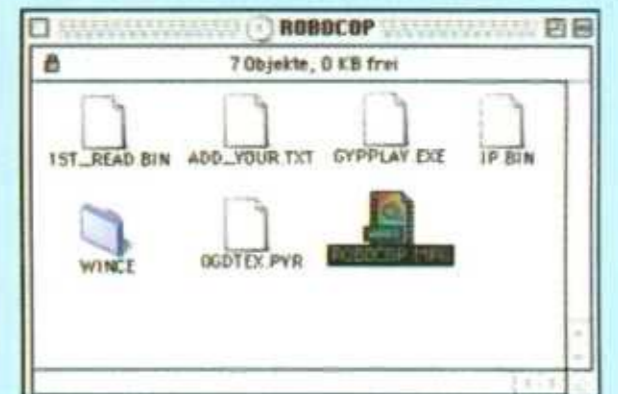 ROBOCOP
7 Objekte, 0 KB frei
1ST_READ.BIN ADD_YOUR.TXT GYPPLAY.EXE IP.BIN
WINCE 0GDTEX.PVR ROBOCOP.MPG